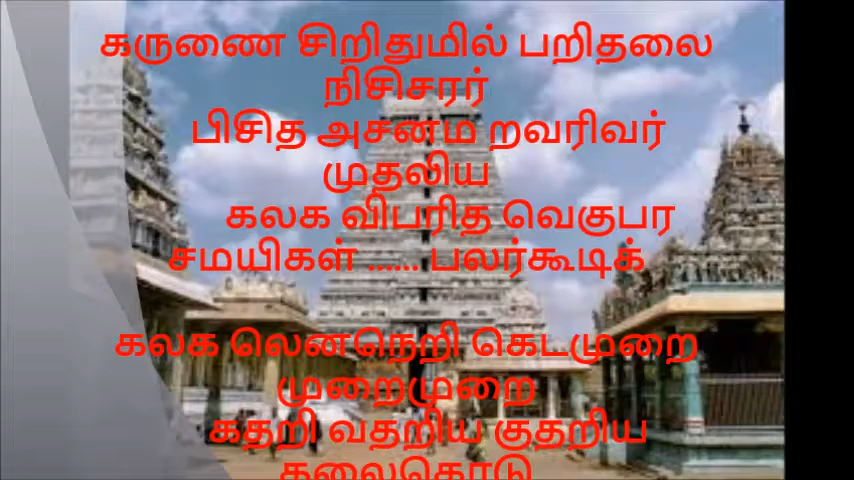 கருணை சிறிதுமில் பறிதலை
நிசிசரர்
பிசித அசனம றவரிவர்
முதலிய
கலக விபரித வெகுபர
சமயிகள் ...... பலர்கூடிக்
கலக லெனநெறி கெடமுறை
முறைமுறை
கதறி வதறிய குதறிய
கலைகொடு